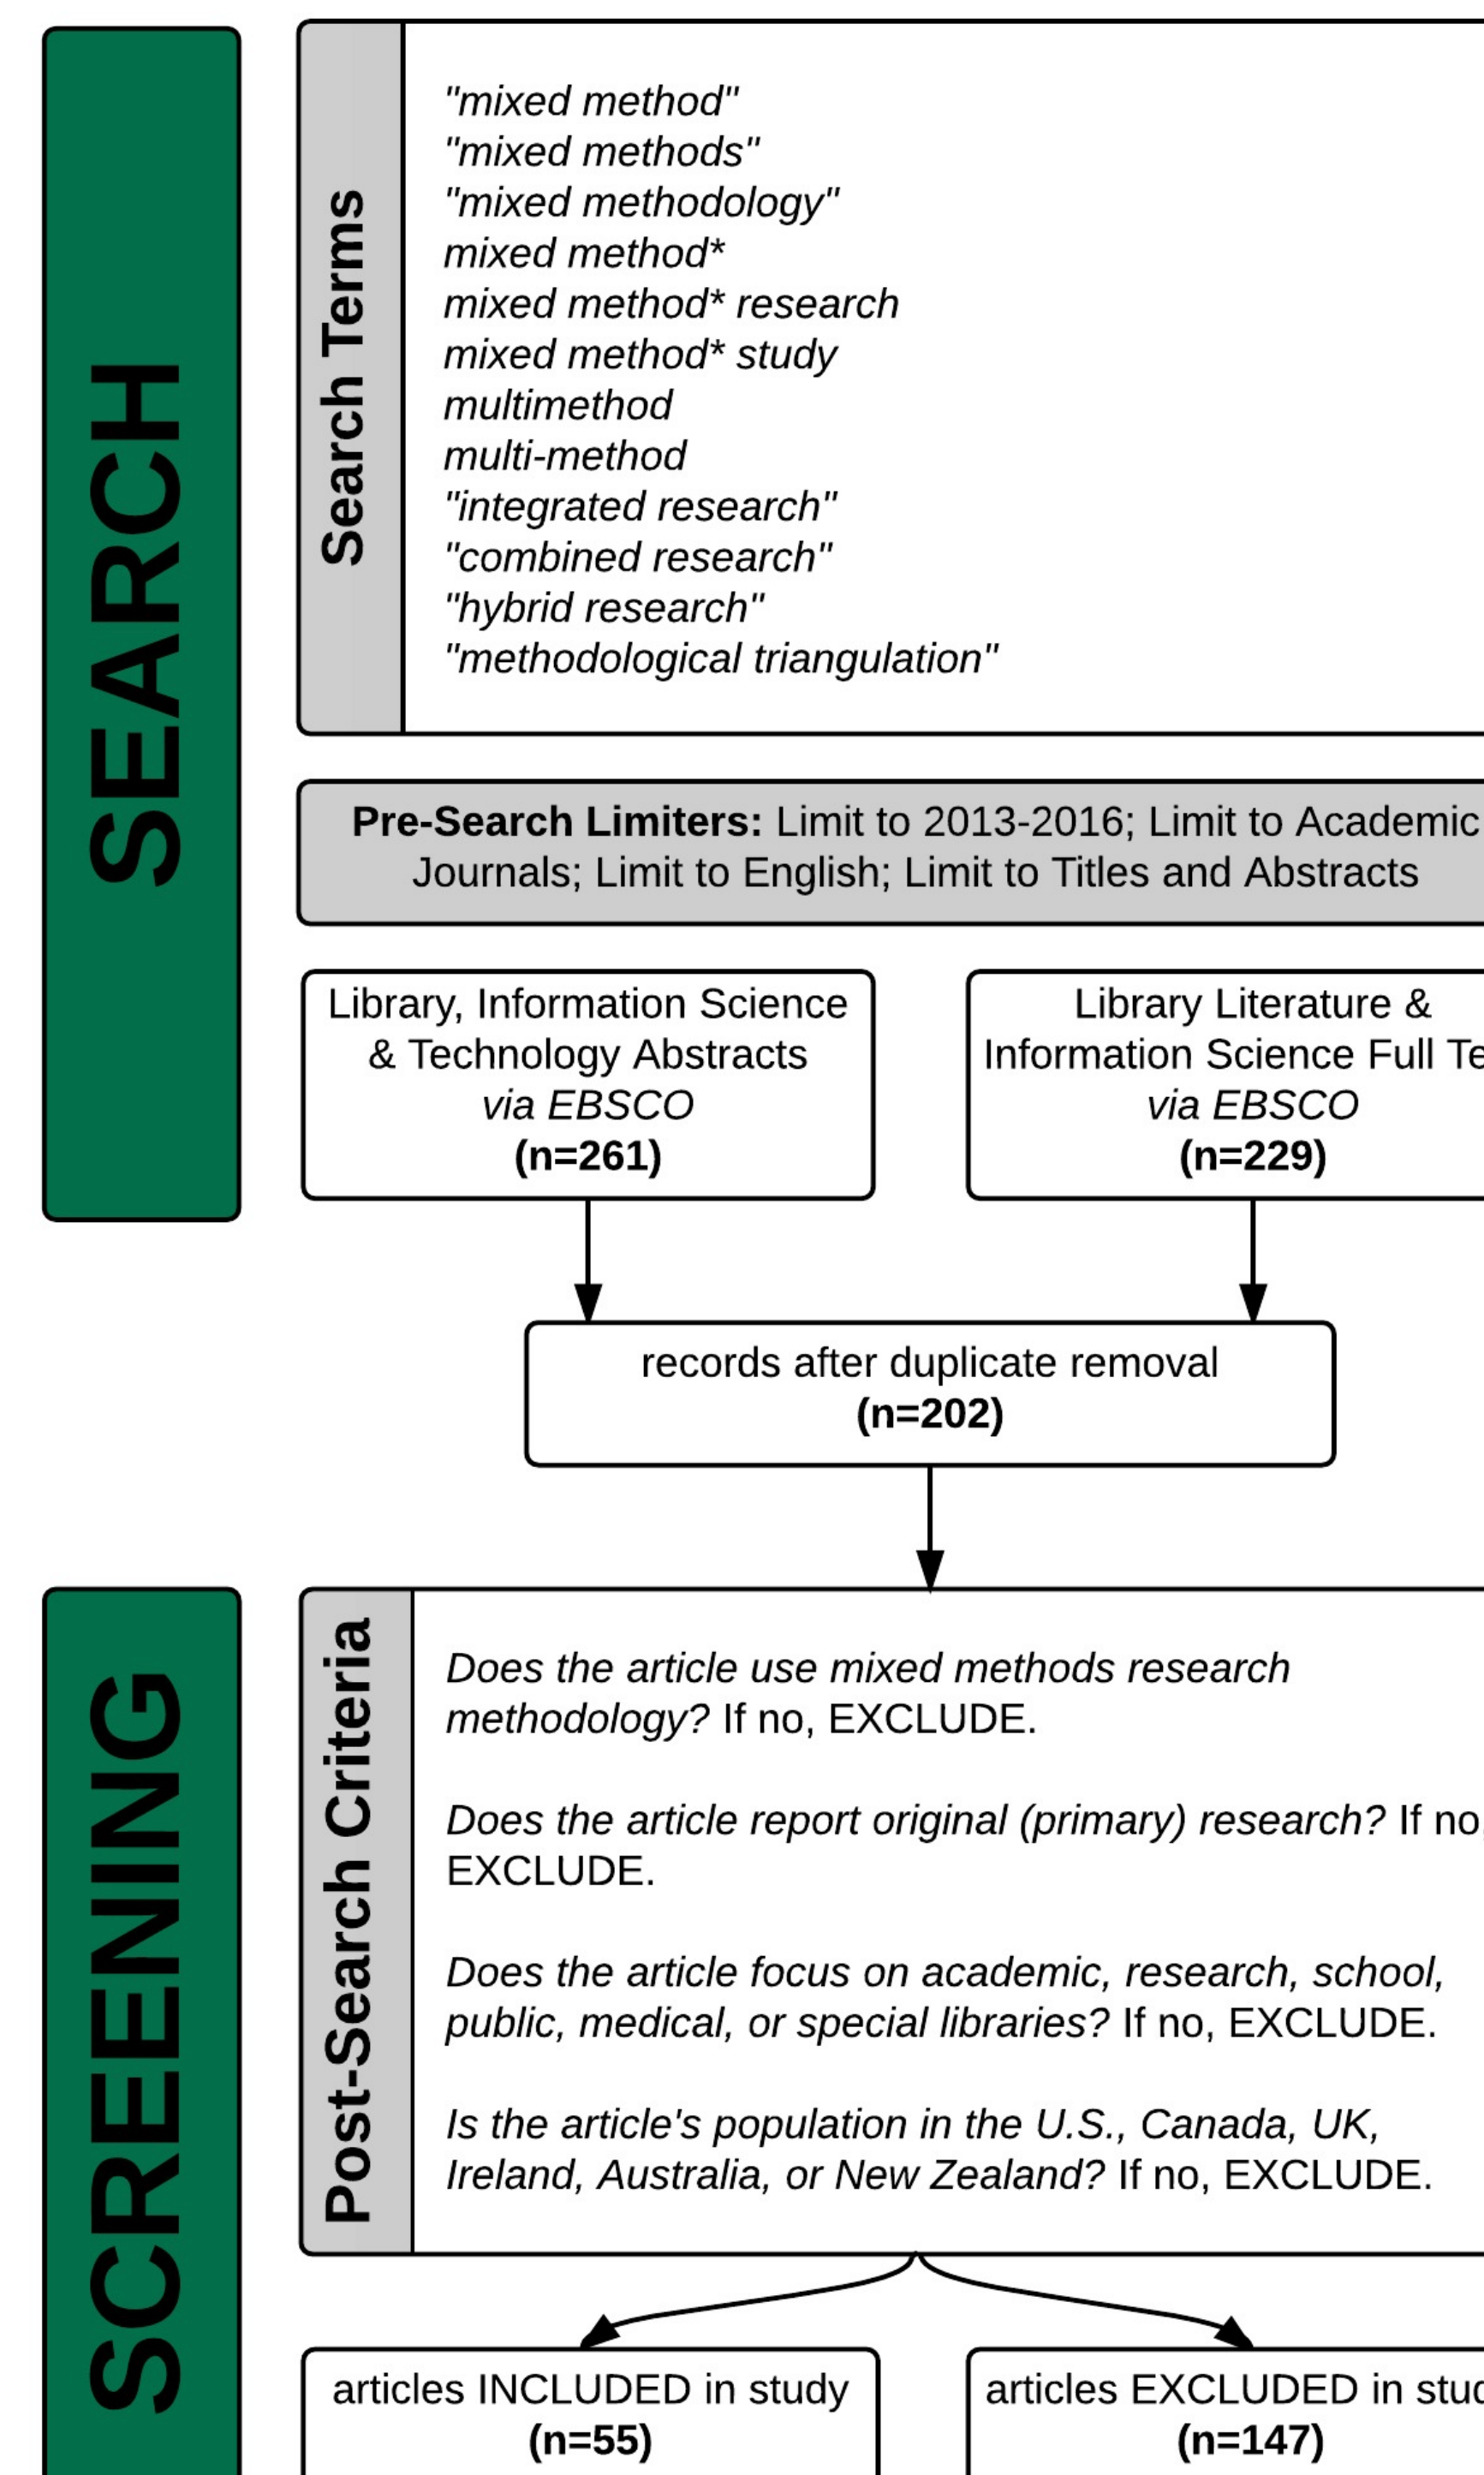 SEARCH
Search Terms
"mixed method"
"mixed methods"
"mixed methodology"
mixed method*
mixed method* research
mixed method* study
multimethod
multi-method
"integrated research"
"combined research"
"hybrid research"
"methodological triangulation"
Pre-Search Limiters: Limit to 2013-2016; Limit to Academic
Journals; Limit to English; Limit to Titles and Abstracts
Library, Information Science
& Technology Abstracts
via EBSCO
(n=261)
Library Literature &
Information Science Full
via EBSCO
(n=229)
records after duplicate removal
(n=202)
SCREENING
Post-Search Criteria
Does the article use mixed methods research
methodology? If no, EXCLUDE.
Does the article report original (primary) research? If no,
EXCLUDE.
Does the article focus on academic, research, school,
public, medical, or special libraries? If no, EXCLUDE.
Is the article's population in the U.S., Canada, UK,
Ireland, Australia, or New Zealand? If no, EXCLUDE.
articles INCLUDED in study
(n=55)
articles EXCLUDED in
(n=147)